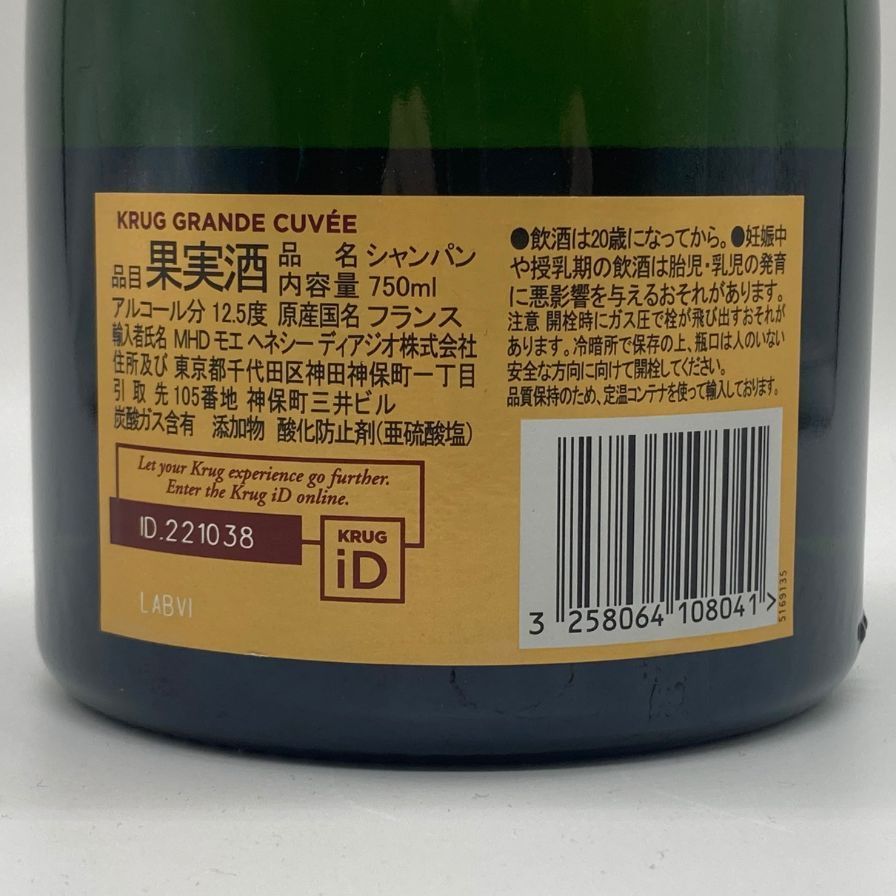 KRUG GRANDE CUVÉE
品目 果実酒 品名 シャンパン
内容量 750ml
アルコール分 12.5度 原産国名 フランス
輸入者氏名 MHD モエ ヘネシー ディアジオ株式会社
住所及び 東京都千代田区神田神保町一丁目
引取先 105番地 神保町三井ビル
炭酸ガス含有 添加物 酸化防止剤(亜硫酸塩)
Let your Krug experience go further.
Enter the Krug iD online.
ID.221038
KRUG
iD
LABVI
●飲酒は20歳になってから。●妊娠中
や授乳期の飲酒は胎児・乳児の発育
に悪影響を与えるおそれがあります。
注意 開栓時にガス圧で栓が飛び出すおそれが
あります。冷暗所で保存の上、瓶口は人のいない
安全な方向に向けて開栓してください。
品質保持のため、定温コンテナを使って輸入しております。
3 258064 108041 >
5169135